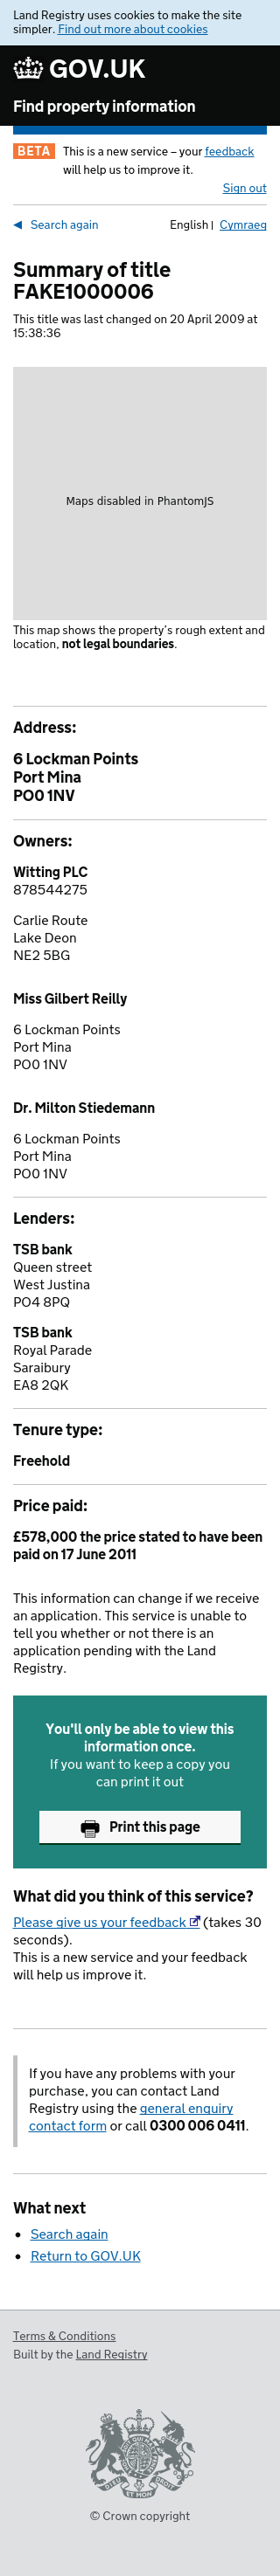 Land Registry uses cookies to make the site
simpler. Find out more about cookies
GOV.UK
Find property information
BETA This is a new service – your feedback
will help us to improve it.
Sign out
◀ Search again English | Cymraeg
Summary of title
FAKE1000006
This title was last changed on 20 April 2009 at
15:38:36
Maps disabled in PhantomJS
This map shows the property's rough extent and
location, not legal boundaries.
Address:
6 Lockman Points
Port Mina
PO0 1NV
Owners:
Witting PLC
878544275
Carlie Route
Lake Deon
NE2 5BG
Miss Gilbert Reilly
6 Lockman Points
Port Mina
PO0 1NV
Dr. Milton Stiedemann
6 Lockman Points
Port Mina
PO0 1NV
Lenders:
TSB bank
Queen street
West Justina
PO4 8PQ
TSB bank
Royal Parade
Saraibury
EA8 2QK
Tenure type:
Freehold
Price paid:
£578,000 the price stated to have been
paid on 17 June 2011
This information can change if we receive
an application. This service is unable to
tell you whether or not there is an
application pending with the Land
Registry.
You'll only be able to view this
information once.
If you want to keep a copy you
can print it out
Print this page
What did you think of this service?
Please give us your feedback (takes 30
seconds).
This is a new service and your feedback
will help us improve it.
If you have any problems with your
purchase, you can contact Land
Registry using the general enquiry
contact form or call 0300 006 0411.
What next
• Search again
• Return to GOV.UK
Terms & Conditions
Built by the Land Registry
DIEU ET MON DROIT
© Crown copyright